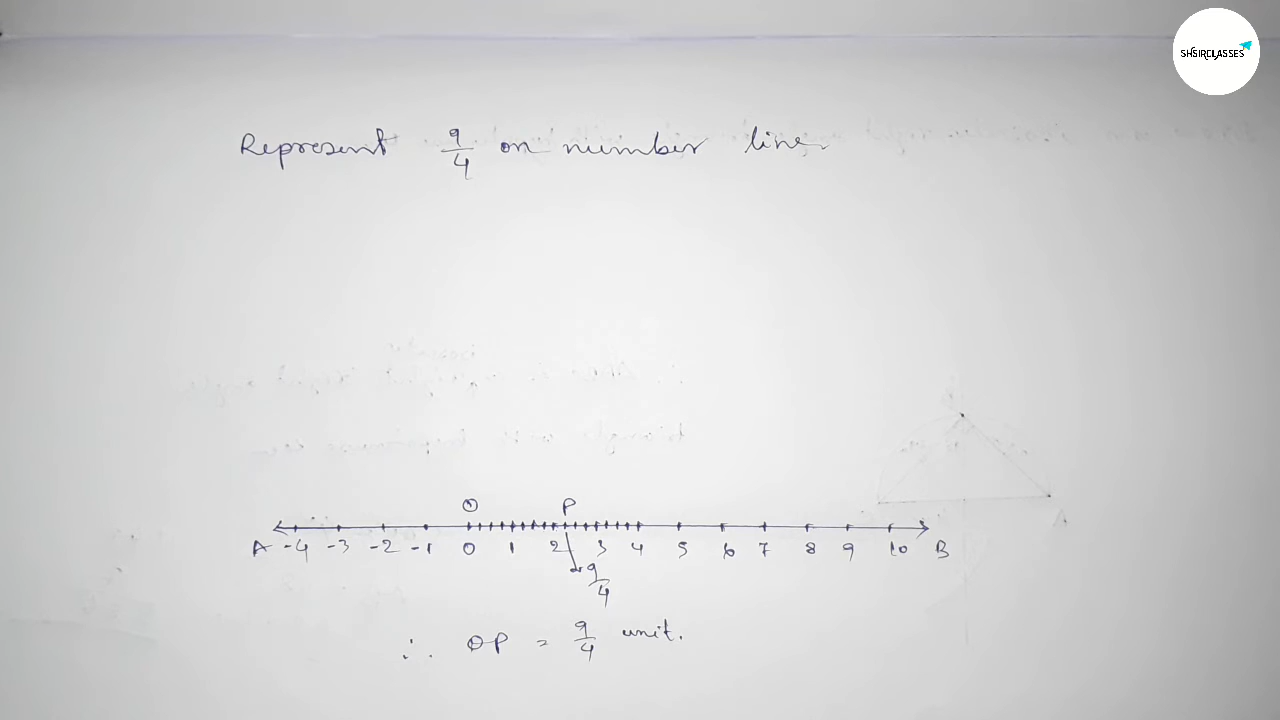 SHSIRCLASSES
Represent 9/4 on number line.
O P
A -4 -3 -2 -1 0 1 2 3 4 5 6 7 8 9 10 B
9/4
∴ OP = 9/4 unit.